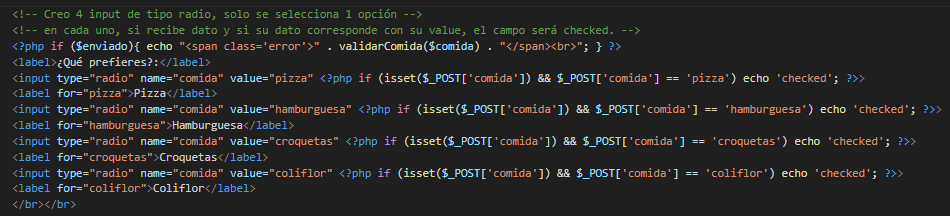 <!-- Creo 4 input de tipo radio, solo se selecciona 1 opción -->
<!-- en cada uno, si recibe dato y si su dato corresponde con su value, el campo será checked. -->
<?php if ($enviado){ echo "<span class='error'>" . validarComida($comida) . "</span><br>"; } ?>
<label>¿Qué prefieres?:</label>
<input type="radio" name="comida" value="pizza" <?php if (isset($_POST['comida']) && $_POST['comida'] == 'pizza') echo 'checked'; ?>>
<label for="pizza">Pizza</label>
<input type="radio" name="comida" value="hamburguesa" <?php if (isset($_POST['comida']) && $_POST['comida'] == 'hamburguesa') echo 'checked'; ?>>
<label for="hamburguesa">Hamburguesa</label>
<input type="radio" name="comida" value="croquetas" <?php if (isset($_POST['comida']) && $_POST['comida'] == 'croquetas') echo 'checked'; ?>>
<label for="croquetas">Croquetas</label>
<input type="radio" name="comida" value="coliflor" <?php if (isset($_POST['comida']) && $_POST['comida'] == 'coliflor') echo 'checked'; ?>>
<label for="coliflor">Coliflor</label>
</br></br>